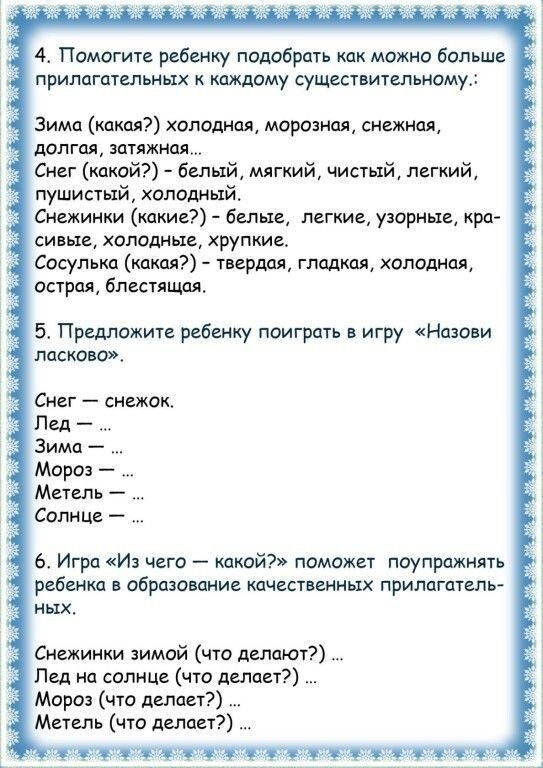 4. Помогите ребенку подобрать как можно больше
прилагательных к каждому существительному.:
Зима (какая?) холодная, морозная, снежная,
долгая, затяжная...
Снег (какой?) - белый, мягкий, чистый, легкий,
пушистый, холодный.
Снежинки (какие?) - белые, легкие, узорные, кра-
сивые, холодные, хрупкие.
Сосулька (какая?) - твердая, гладкая, холодная,
острая, блестящая.
5. Предложите ребенку поиграть в игру «Назови
ласково».
Снег — снежок.
Лед — ...
Зима — ...
Мороз — ...
Метель — ...
Солнце — ...
6. Игра «Из чего — какой?» поможет поупражнять
ребенка в образование качественных прилагатель-
ных.
Снежинки зимой (что делают?) ...
Лед на солнце (что делает?) ...
Мороз (что делает?) ...
Метель (что делает?) ...